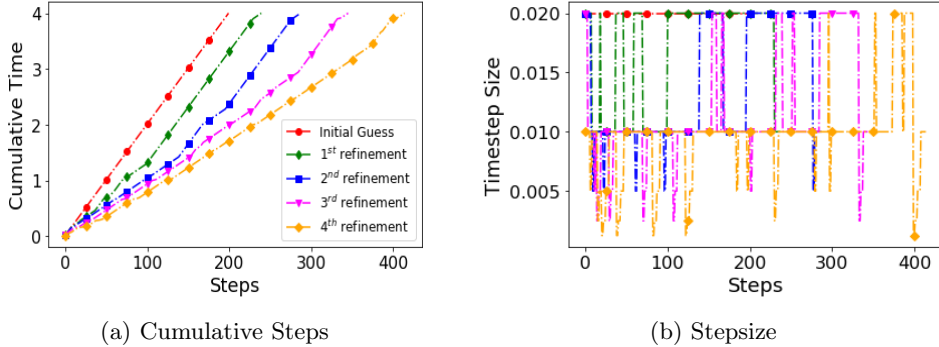 4
3
2
1
0
Cumulative Time
0
100
200
300
400
Steps
Initial Guess
1st refinement
2nd refinement
3rd refinement
4th refinement
(a) Cumulative Steps
0.020
0.015
0.010
0.005
Timestep Size
0
100
200
300
400
Steps
(b) Stepsize